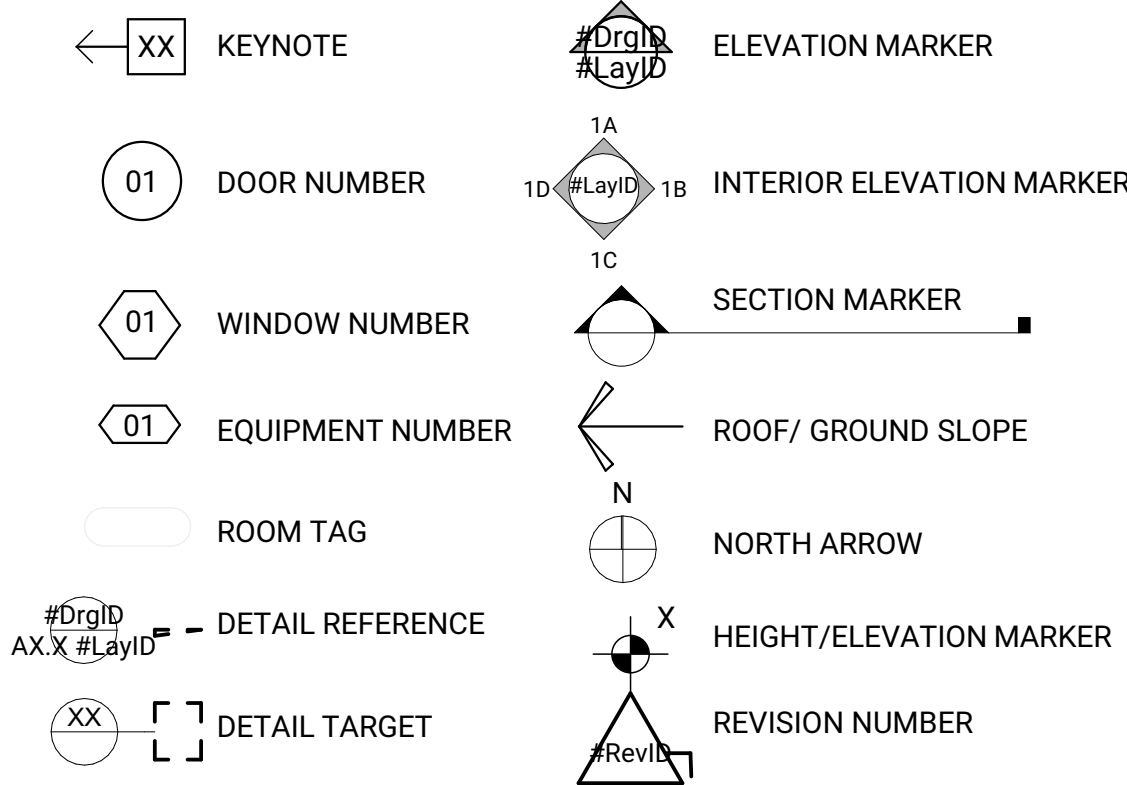 XX KEYNOTE
01 DOOR NUMBER
01 WINDOW NUMBER
01 EQUIPMENT NUMBER
ROOM TAG
#DrgID
AX.X #LayID
DETAIL REFERENCE
XX
DETAIL TARGET
#DrgID
#LayID
ELEVATION MARKER
1A
1D #LayID 1B INTERIOR ELEVATION MARKER
1C
SECTION MARKER
ROOF/ GROUND SLOPE
N
NORTH ARROW
X
HEIGHT/ELEVATION MARKER
REVISION NUMBER
#RevID